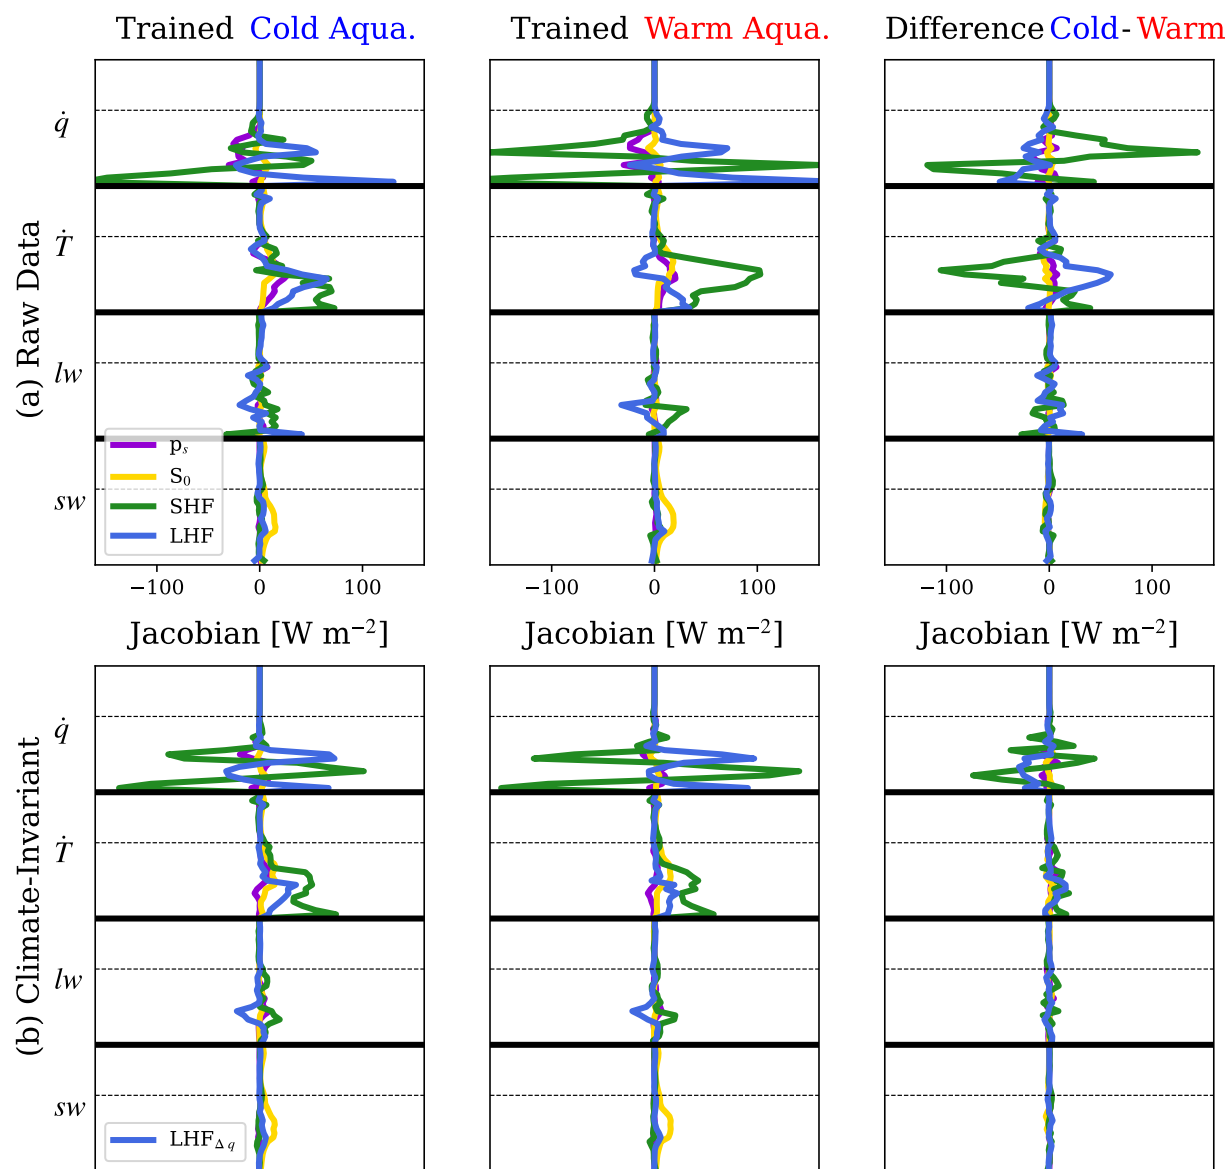 Trained Cold Aqua.
Trained Warm Aqua.
Difference Cold-Warm
(a) Raw Data
q̇
Ṫ
lw
sw
pₛ
S₀
SHF
LHF
−100 0 100
−100 0 100
−100 0 100
Jacobian [W m⁻²]
Jacobian [W m⁻²]
Jacobian [W m⁻²]
(b) Climate-Invariant
q̇
Ṫ
lw
sw
LHF_Δ q